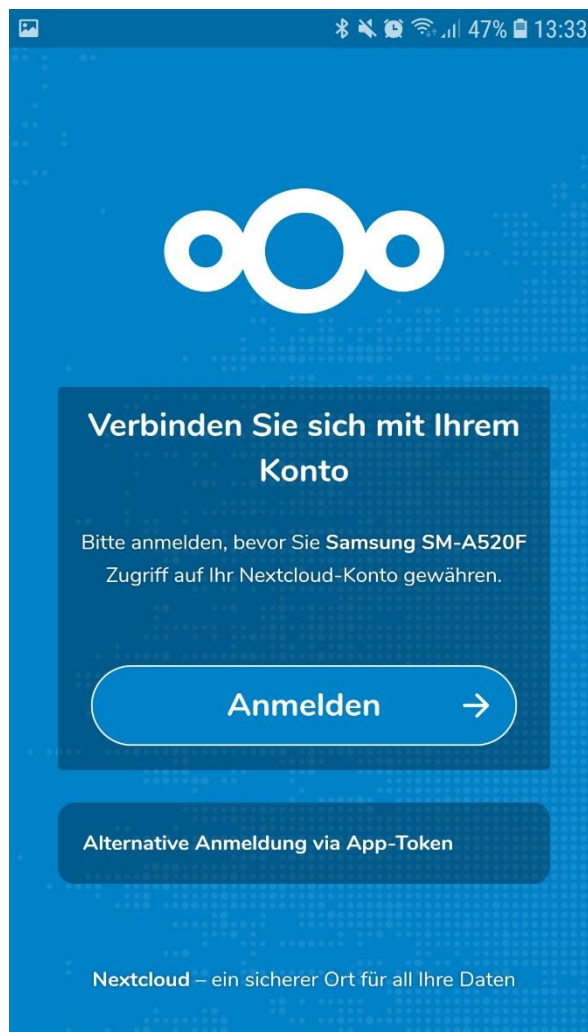 47% 13:33
Verbinden Sie sich mit Ihrem
Konto
Bitte anmelden, bevor Sie Samsung SM-A520F
Zugriff auf Ihr Nextcloud-Konto gewähren.
Anmelden
Alternative Anmeldung via App-Token
Nextcloud – ein sicherer Ort für all Ihre Daten